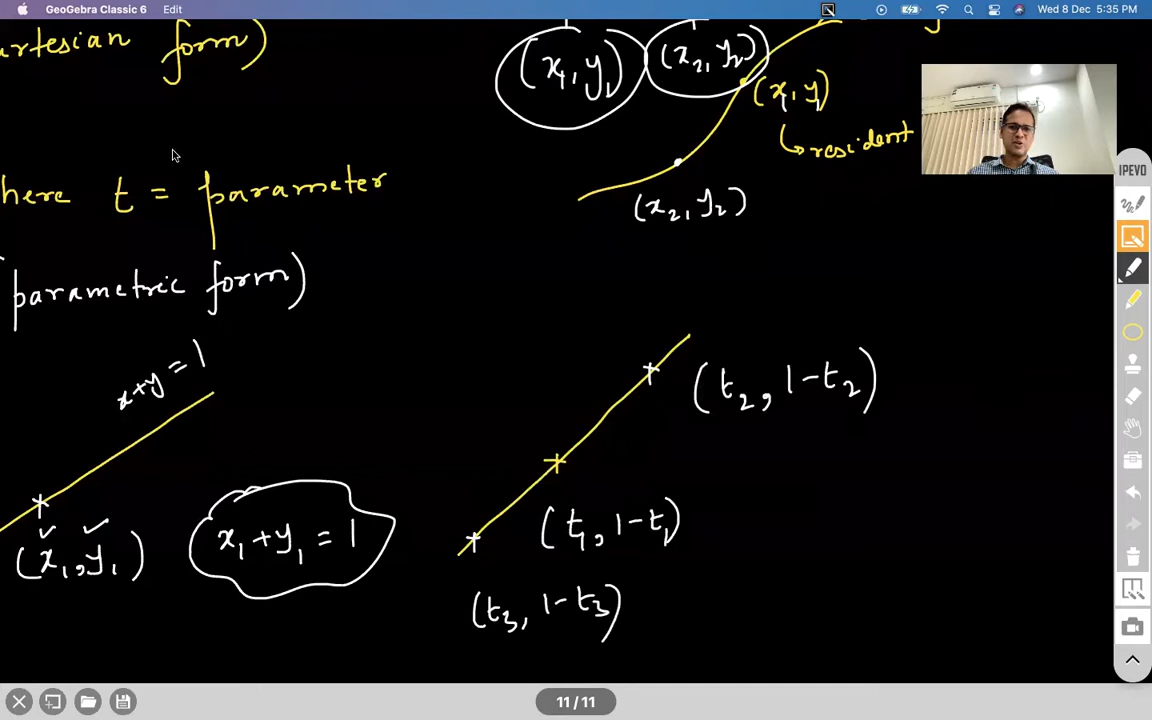 GeoGebra Classic 6 Edit Wed 8 Dec 5:35 PM
artesian form)
(x₁, y₁) (x₂, y₂)
(x₁, y₁)
↳ resident
(x₂, y₂)
here t = parameter
(parametric form)
x+y = 1
(x₁, y₁)
x₁ + y₁ = 1
(t₂, 1-t₂)
(t₁, 1-t₁)
(t₃, 1-t₃)
IPEVO
11/11